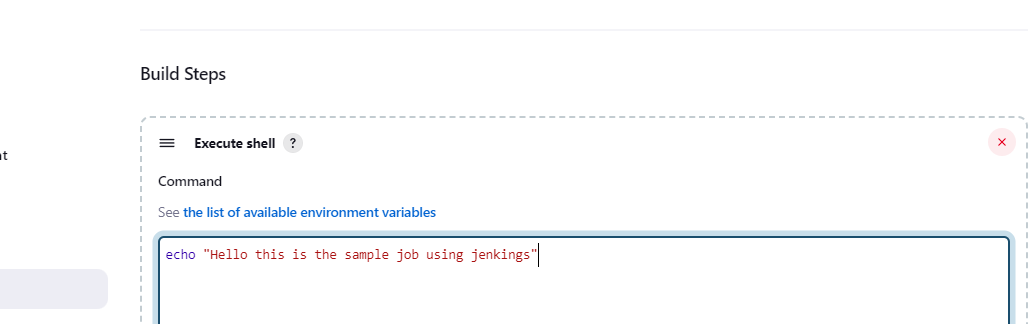 Build Steps
Execute shell ?
nt
Command
See the list of available environment variables
echo "Hello this is the sample job using jenkings"